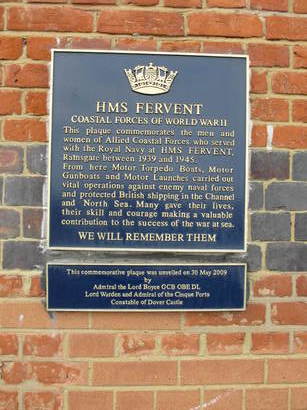 HMS FERVENT
COASTAL FORCES OF WORLD WAR II
This plaque commemorates the men and
women of Allied Coastal Forces who served
with the Royal Navy at HMS FERVENT,
Ramsgate between 1939 and 1945.
From here Motor Torpedo Boats, Motor
Gunboats and Motor Launches carried out
vital operations against enemy naval forces
and protected British shipping in the Channel
and North Sea. Many gave their lives,
their skill and courage making a valuable
contribution to the success of the war at sea.
WE WILL REMEMBER THEM
This commemorative plaque was unveiled on 30 May 2009
by
Admiral the Lord Boyce GCB OBE DL
Lord Warden and Admiral of the Cinque Ports
Constable of Dover Castle